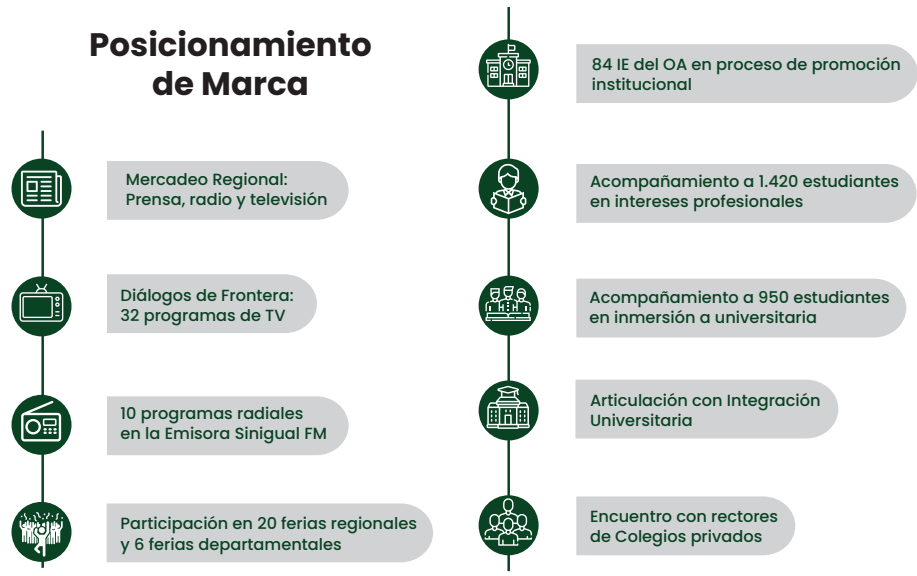 Posicionamiento
de Marca
Mercadeo Regional:
Prensa, radio y televisión
Diálogos de Frontera:
32 programas de TV
10 programas radiales
en la Emisora Sinigual FM
Participación en 20 ferias regionales
y 6 ferias departamentales
84 IE del OA en proceso de promoción
institucional
Acompañamiento a 1.420 estudiantes
en intereses profesionales
Acompañamiento a 950 estudiantes
en inmersión a universitaria
Articulación con Integración
Universitaria
Encuentro con rectores
de Colegios privados